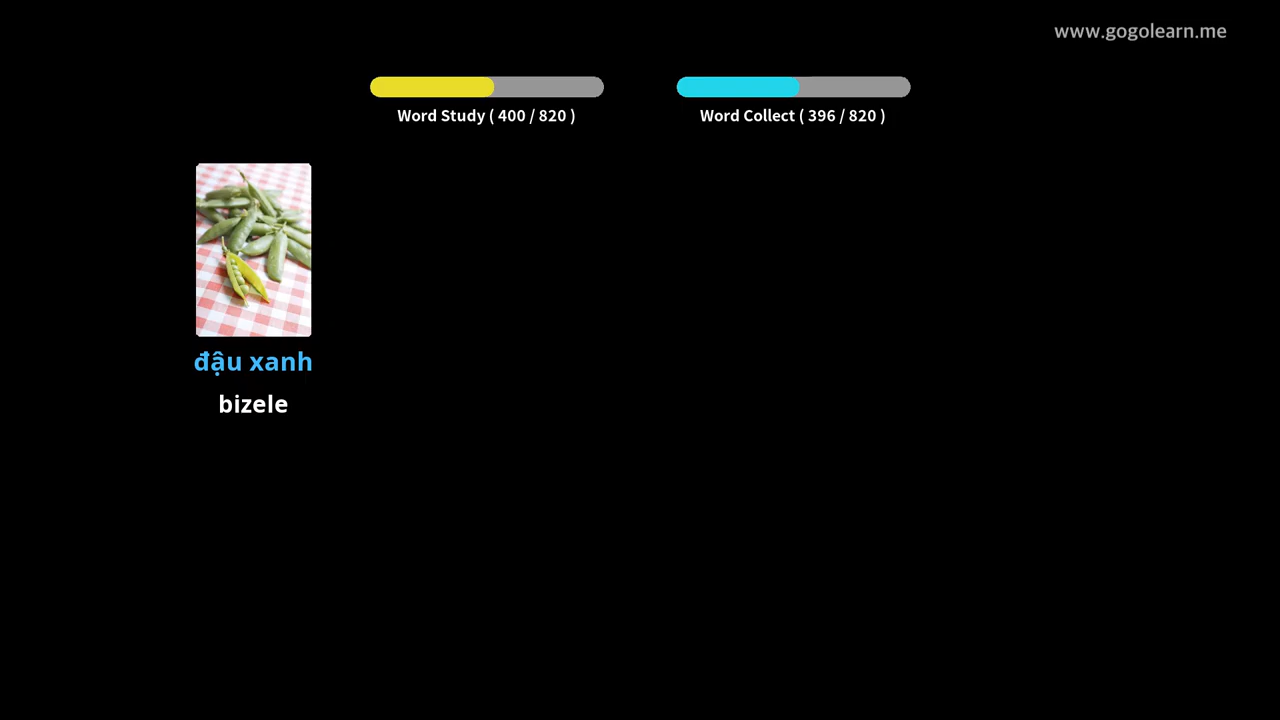 www.gogolearn.me
Word Study ( 400 / 820 )
Word Collect ( 396 / 820 )
đậu xanh
bizele